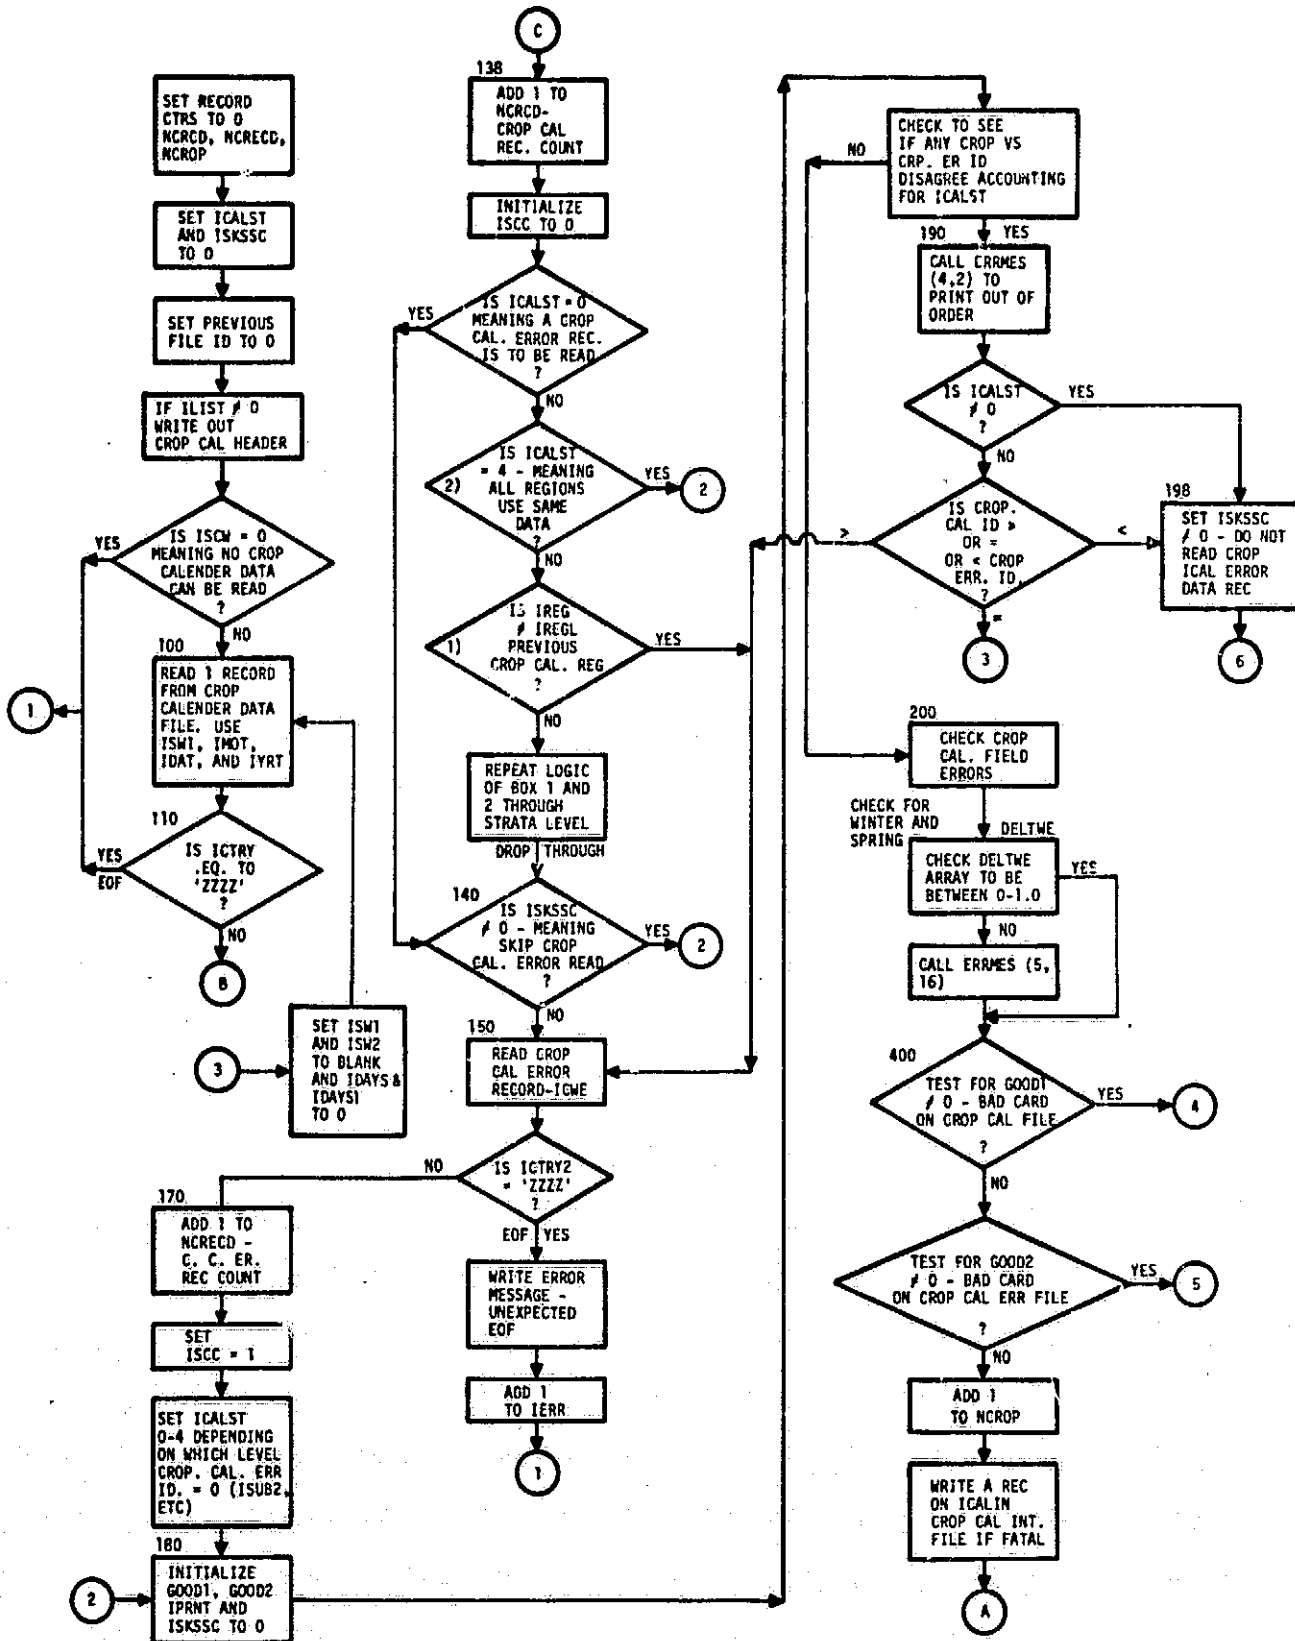 SET RECORD
CTRS TO 0
NCRCD, NCRECD,
NCROP
SET ICALST
AND ISKSSC
TO 0
SET PREVIOUS
FILE ID TO 0
IF ILIST ≠ 0
WRITE OUT
CROP CAL HEADER
YES
IS ISCW = 0
MEANING NO CROP
CALENDER DATA
CAN BE READ
?
NO
100
READ 1 RECORD
FROM CROP
CALENDER DATA
FILE. USE
ISW1, IMOT,
IDAT, AND IYRT
1
110
YES
EOF
IS ICTRY
.EQ. TO
'ZZZZ'
?
NO
B
3
SET ISW1
AND ISW2
TO BLANK
AND IDAYS &
IDAYS1
TO 0
170
ADD 1 TO
NCRECD -
C. C. ER.
REC COUNT
SET
ISCC = 1
SET ICALST
0-4 DEPENDING
ON WHICH LEVEL
CROP. CAL. ERR
ID. = 0 (ISUB2,
ETC)
180
2
INITIALIZE
GOOD1, GOOD2
IPRNT AND
ISKSSC TO 0
C
138
ADD 1 TO
NCRCD-
CROP CAL
REC. COUNT
INITIALIZE
ISCC TO 0
YES
IS ICALST = 0
MEANING A CROP
CAL. ERROR REC.
IS TO BE READ
?
NO
2)
IS ICALST
= 4 - MEANING
ALL REGIONS
USE SAME
DATA
?
YES
2
NO
1)
IS IREG
≠ IREGL
PREVIOUS
CROP CAL. REG
?
YES
NO
REPEAT LOGIC
OF BOX 1 AND
2 THROUGH
STRATA LEVEL
DROP THROUGH
140
IS ISKSSC
≠ 0 - MEANING
SKIP CROP
CAL. ERROR READ
?
YES
2
NO
150
READ CROP
CAL ERROR
RECORD-ICWE
NO
IS ICTRY2
= 'ZZZZ'
?
EOF YES
WRITE ERROR
MESSAGE -
UNEXPECTED
EOF
ADD 1
TO IERR
1
CHECK TO SEE
IF ANY CROP VS
CRP. ER ID
DISAGREE ACCOUNTING
FOR ICALST
NO
190
YES
CALL ERRMES
(4,2) TO
PRINT OUT OF
ORDER
IS ICALST
≠ 0
?
YES
NO
>
IS CROP.
CAL ID >
OR =
OR < CROP
ERR. ID.
?
<
=
3
198
SET ISKSSC
≠ 0 - DO NOT
READ CROP
ICAL ERROR
DATA REC
6
200
CHECK CROP
CAL. FIELD
ERRORS
CHECK FOR
WINTER AND
SPRING
DELTWE
CHECK DELTWE
ARRAY TO BE
BETWEEN 0-1.0
YES
NO
CALL ERRMES (5,
16)
400
TEST FOR GOOD1
≠ 0 - BAD CARD
ON CROP CAL FILE
?
YES
4
NO
TEST FOR GOOD2
≠ 0 - BAD CARD
ON CROP CAL ERR FILE
?
YES
5
NO
ADD 1
TO NCROP
WRITE A REC
ON ICALIN
CROP CAL INT.
FILE IF FATAL
A